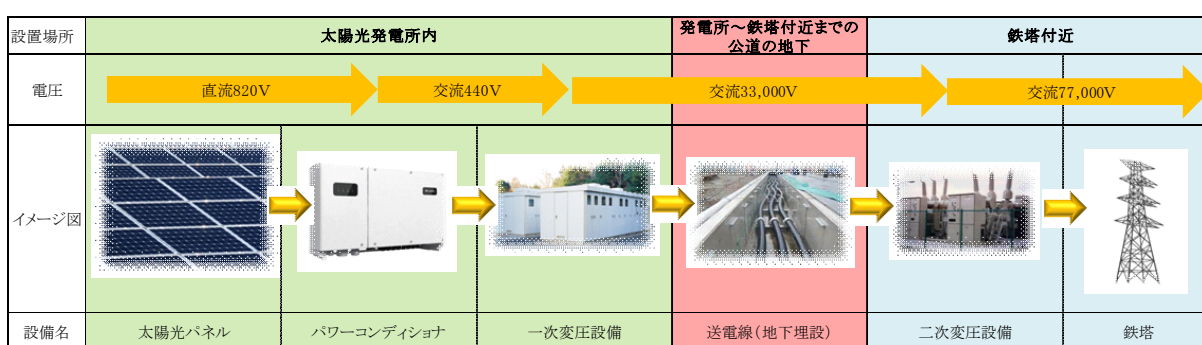 設置場所
太陽光発電所内
発電所～鉄塔付近までの
公道の地下
鉄塔付近
電圧
直流820V
交流440V
交流33,000V
交流77,000V
イメージ図
設備名
太陽光パネル
パワーコンディショナ
一次変圧設備
送電線(地下埋設)
二次変圧設備
鉄塔